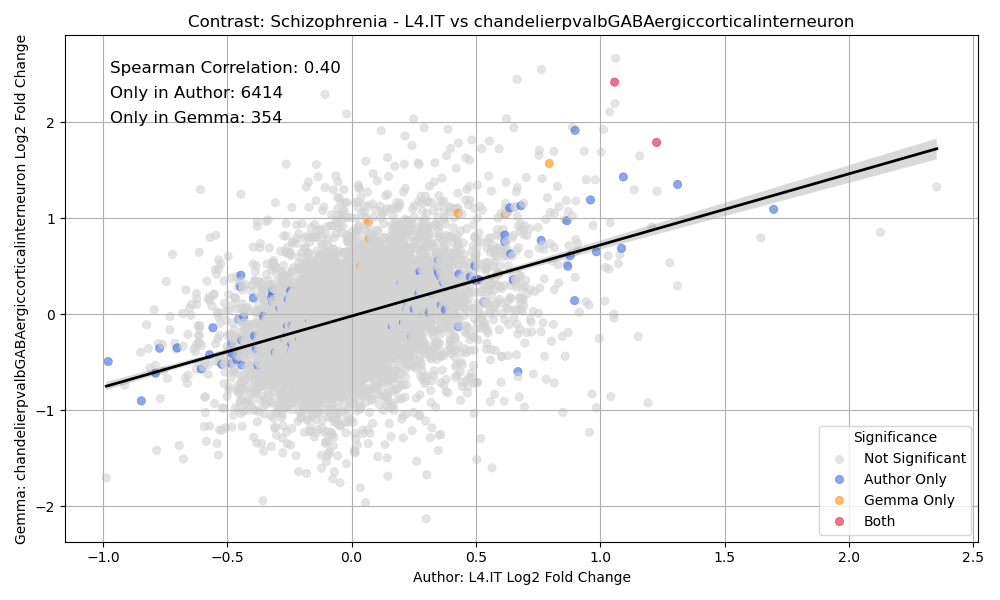 Contrast: Schizophrenia - L4.IT vs chandelierpvalbGABAergiccorticalinterneuron
Gemma: chandelierpvalbGABAergiccorticalinterneuron Log2 Fold Change
Spearman Correlation: 0.40
Only in Author: 6414
Only in Gemma: 354
2
1
0
−1
−2
Significance
Not Significant
Author Only
Gemma Only
Both
−1.0
−0.5
0.0
0.5
1.0
1.5
2.0
2.5
Author: L4.IT Log2 Fold Change